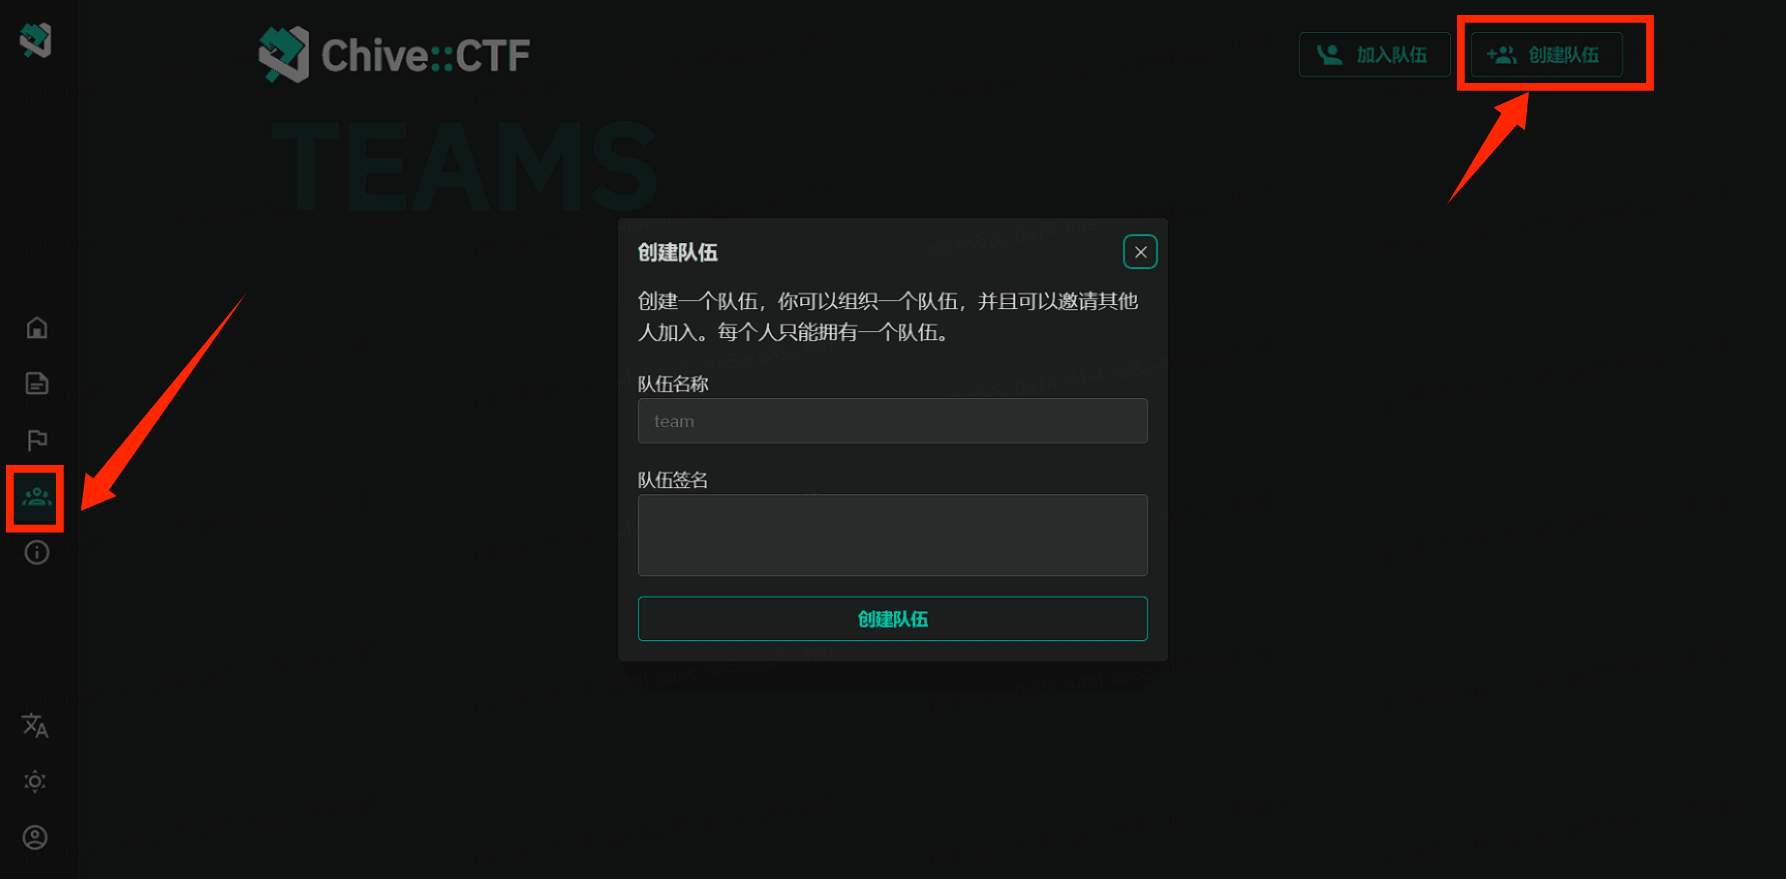 Chive::CTF
加入队伍
创建队伍
TEAMS
创建队伍
创建一个队伍，你可以组织一个队伍，并且可以邀请其他
人加入。每个人只能拥有一个队伍。
队伍名称
team
队伍签名
创建队伍